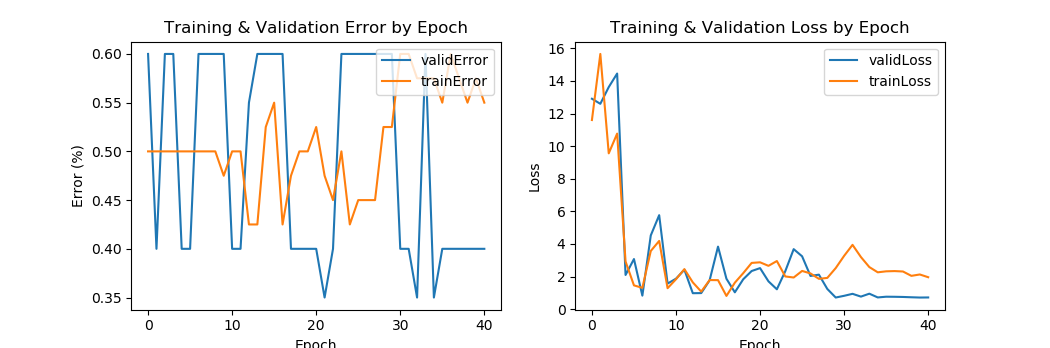 Training & Validation Error by Epoch
0.60
0.55
0.50
0.45
0.40
0.35
Error (%)
validError
trainError
0
10
20
30
40
Epoch
Training & Validation Loss by Epoch
16
14
12
10
8
6
4
2
0
Loss
validLoss
trainLoss
0
10
20
30
40
Epoch